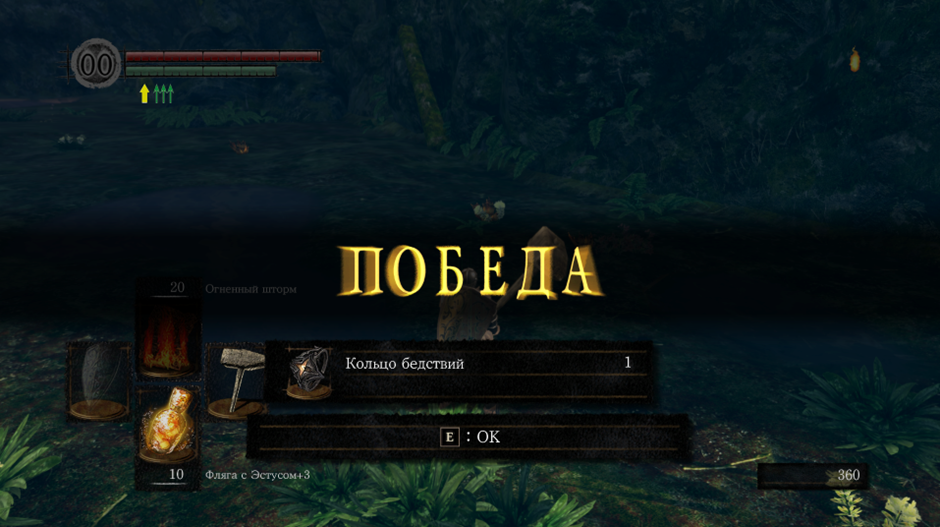 00
ПОБЕДА
20 Огненный шторм
Кольцо бедствий 1
E : OK
10 Фляга с Эстусом+3
360